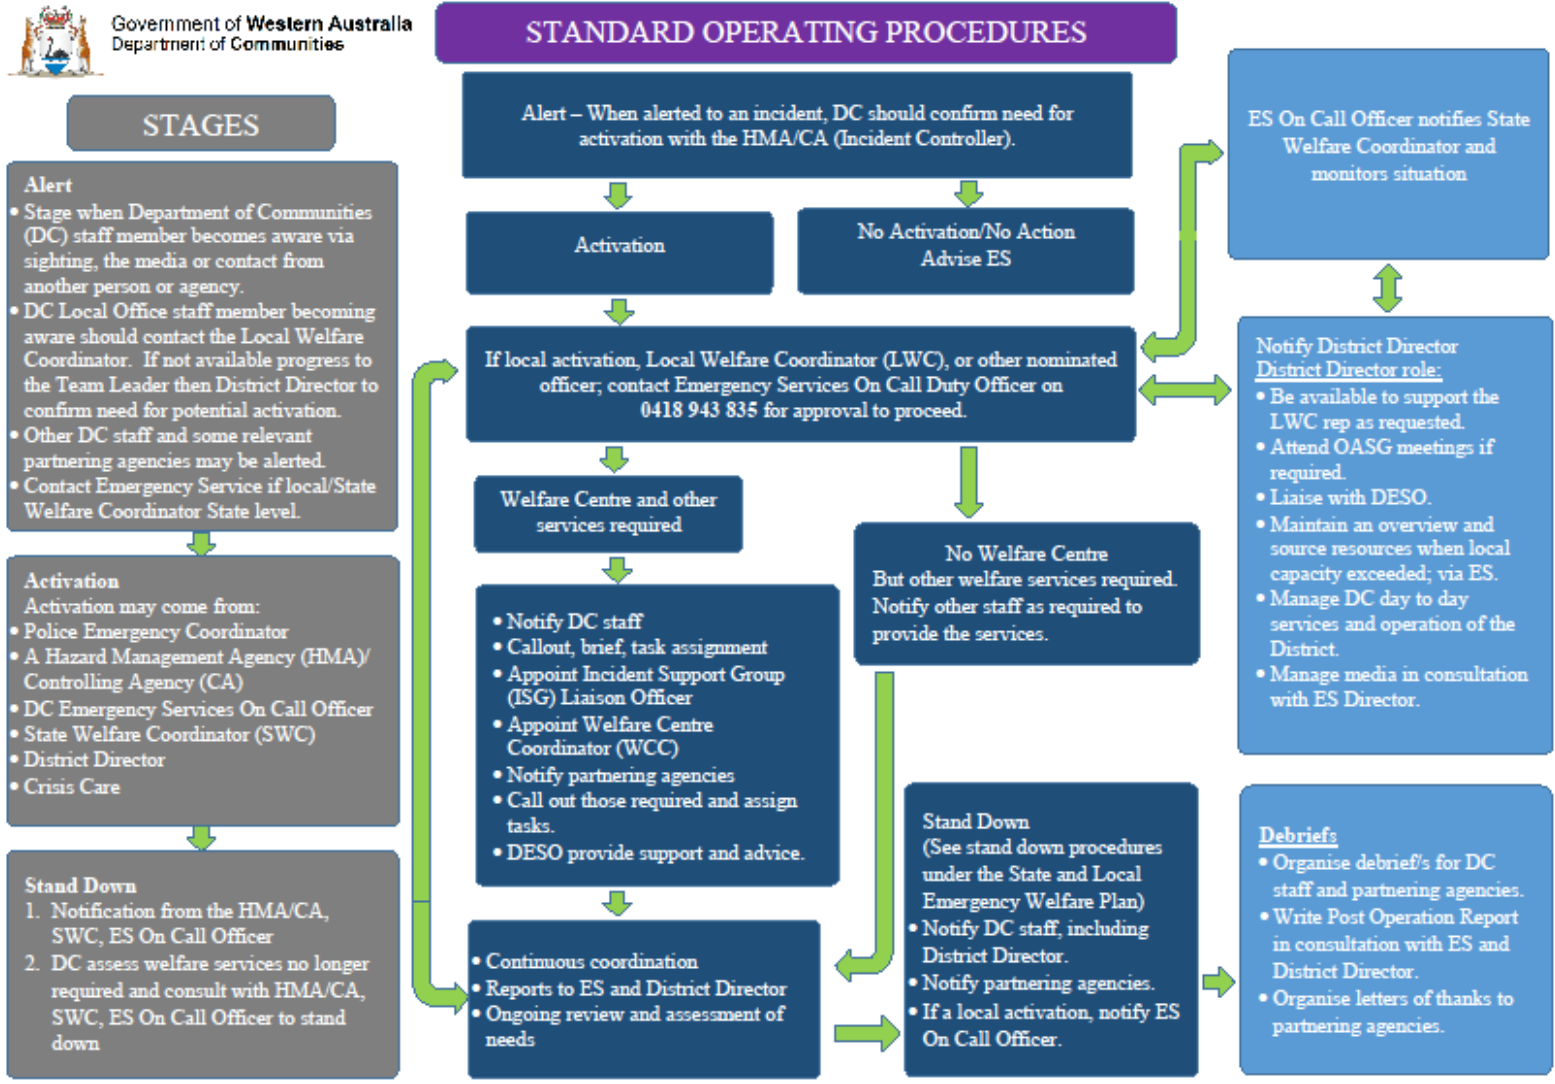 Government of Western Australia
Department of Communities
STANDARD OPERATING PROCEDURES
STAGES
Alert
• Stage when Department of Communities
(DC) staff member becomes aware via
sighting, the media or contact from
another person or agency.
• DC Local Office staff member becoming
aware should contact the Local Welfare
Coordinator. If not available progress to
the Team Leader then District Director to
confirm need for potential activation.
• Other DC staff and some relevant
partnering agencies may be alerted.
• Contact Emergency Service if local/State
Welfare Coordinator State level.
Activation
Activation may come from:
• Police Emergency Coordinator
• A Hazard Management Agency (HMA)/
Controlling Agency (CA)
• DC Emergency Services On Call Officer
• State Welfare Coordinator (SWC)
• District Director
• Crisis Care
Stand Down
1. Notification from the HMA/CA,
SWC, ES On Call Officer
2. DC assess welfare services no longer
required and consult with HMA/CA,
SWC, ES On Call Officer to stand
down
Alert – When alerted to an incident, DC should confirm need for
activation with the HMA/CA (Incident Controller).
Activation
No Activation/No Action
Advise ES
If local activation, Local Welfare Coordinator (LWC), or other nominated
officer; contact Emergency Services On Call Duty Officer on
0418 943 835 for approval to proceed.
Welfare Centre and other
services required
No Welfare Centre
But other welfare services required.
Notify other staff as required to
provide the services.
• Notify DC staff
• Callout, brief, task assignment
• Appoint Incident Support Group
(ISG) Liaison Officer
• Appoint Welfare Centre
Coordinator (WCC)
• Notify partnering agencies
• Call out those required and assign
tasks.
• DESO provide support and advice.
• Continuous coordination
• Reports to ES and District Director
• Ongoing review and assessment of
needs
Stand Down
(See stand down procedures
under the State and Local
Emergency Welfare Plan)
• Notify DC staff, including
District Director.
• Notify partnering agencies.
• If a local activation, notify ES
On Call Officer.
ES On Call Officer notifies State
Welfare Coordinator and
monitors situation
Notify District Director
District Director role:
• Be available to support the
LWC rep as requested.
• Attend OASG meetings if
required.
• Liaise with DESO.
• Maintain an overview and
source resources when local
capacity exceeded; via ES.
• Manage DC day to day
services and operation of the
District.
• Manage media in consultation
with ES Director.
Debriefs
• Organise debrief/s for DC
staff and partnering agencies.
• Write Post Operation Report
in consultation with ES and
District Director.
• Organise letters of thanks to
partnering agencies.